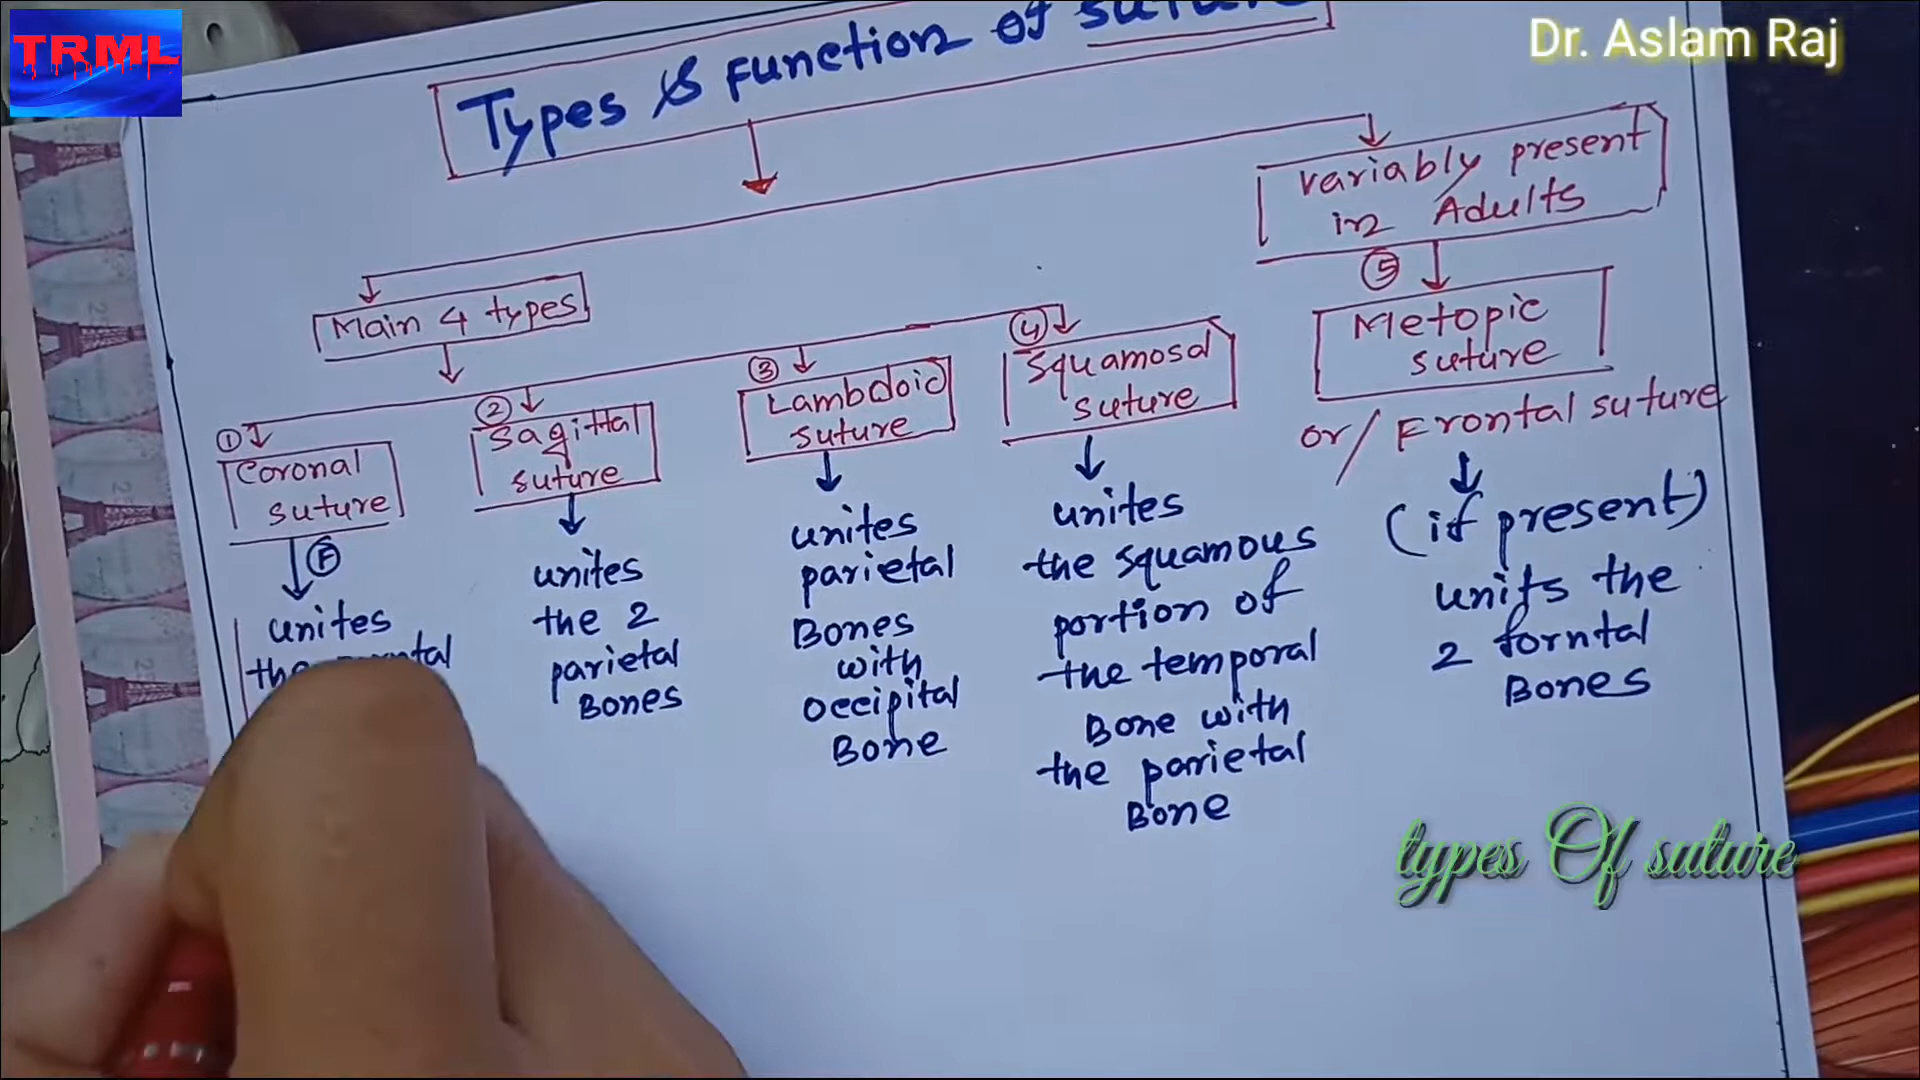 TRML
Dr. Aslam Raj
Types & function of suture
variably present
in Adults
Main 4 types
1
Coronal
suture
F
unites
2
Sagittal
suture
unites
the 2
parietal
Bones
3
Lambdoid
suture
unites
parietal
Bones
with
occipital
Bone
4
Squamosal
suture
unites
the squamous
portion of
the temporal
Bone with
the parietal
Bone
5
Metopic
suture
or/ Frontal suture
(if present)
units the
2 forntal
Bones
types Of suture